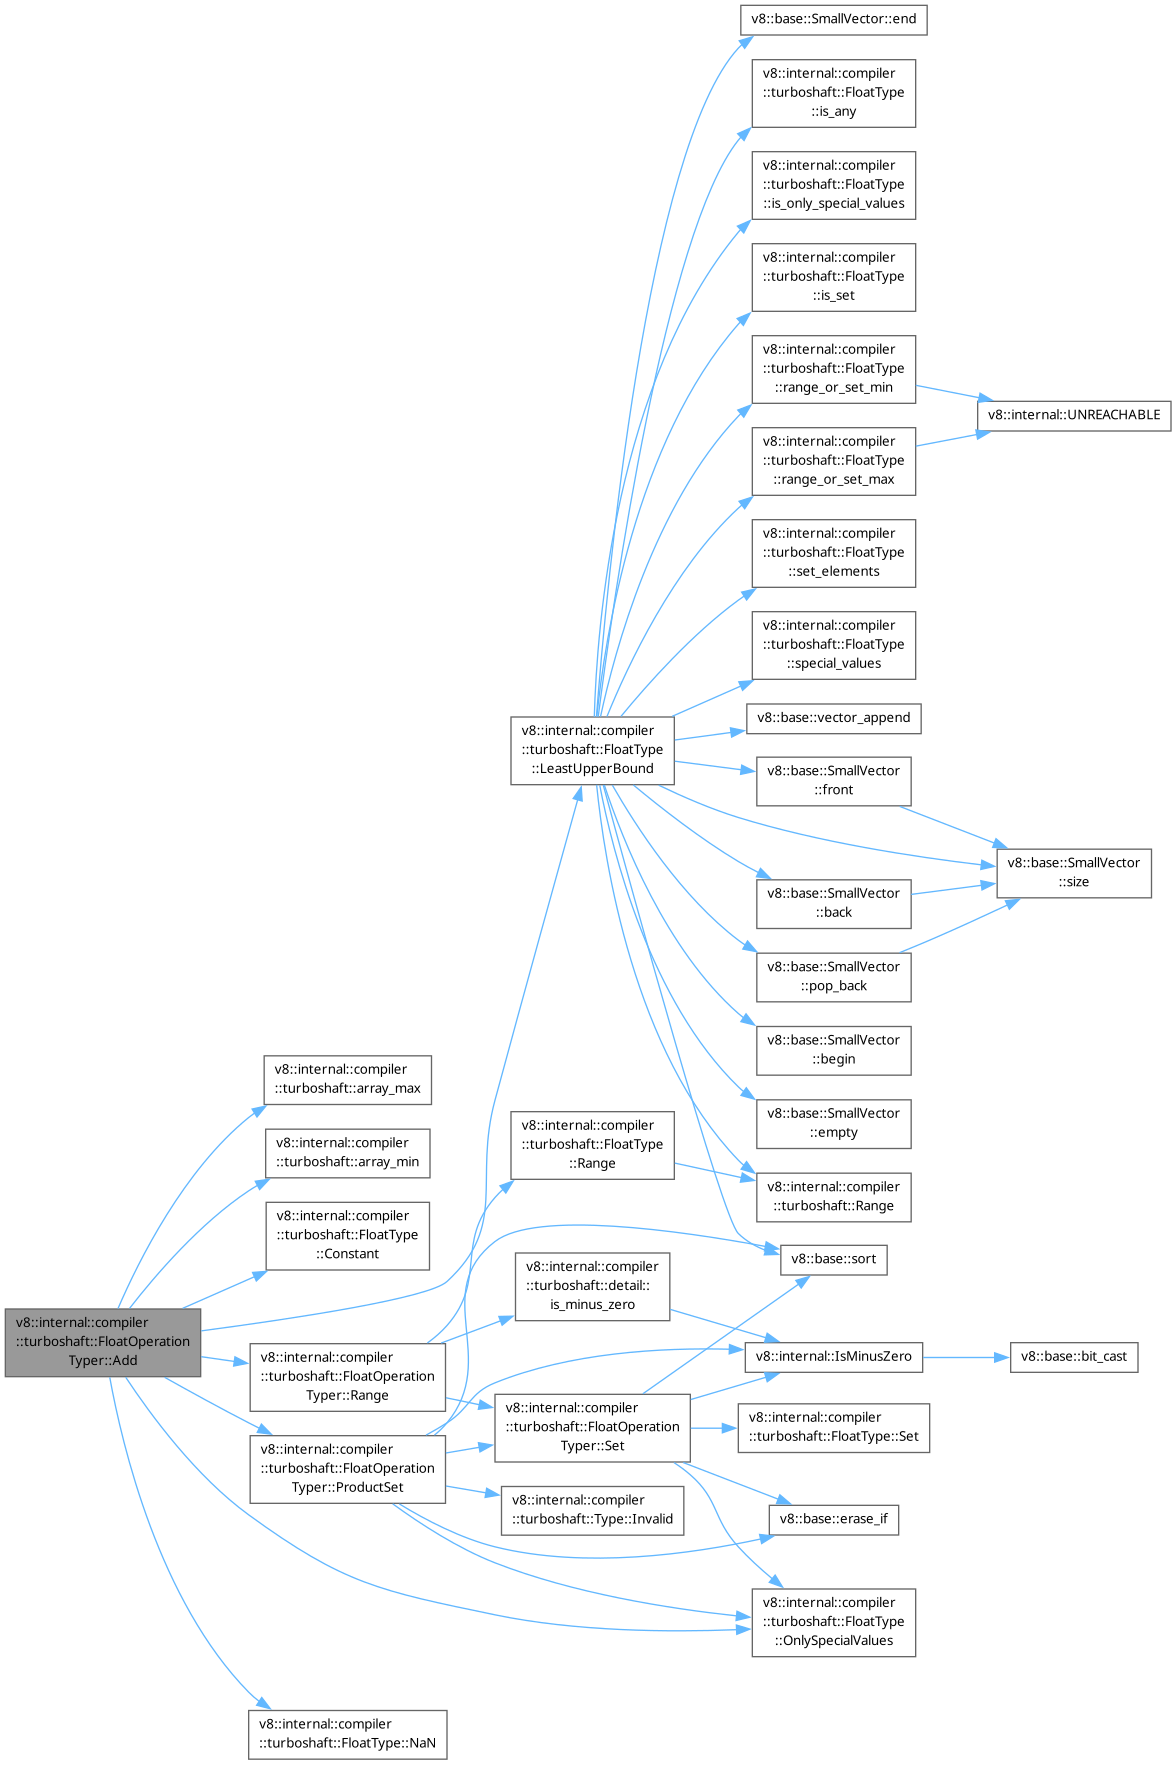 v8::base::SmallVector::end
v8::internal::compiler
::turboshaft::FloatType
::is_any
v8::internal::compiler
::turboshaft::FloatType
::is_only_special_values
v8::internal::compiler
::turboshaft::FloatType
::is_set
v8::internal::compiler
::turboshaft::FloatType
::range_or_set_min
v8::internal::UNREACHABLE
v8::internal::compiler
::turboshaft::FloatType
::range_or_set_max
v8::internal::compiler
::turboshaft::FloatType
::set_elements
v8::internal::compiler
::turboshaft::FloatType
::special_values
v8::base::vector_append
v8::internal::compiler
::turboshaft::FloatType
::LeastUpperBound
v8::base::SmallVector
::front
v8::base::SmallVector
::size
v8::base::SmallVector
::back
v8::base::SmallVector
::pop_back
v8::base::SmallVector
::begin
v8::base::SmallVector
::empty
v8::internal::compiler
::turboshaft::array_max
v8::internal::compiler
::turboshaft::array_min
v8::internal::compiler
::turboshaft::FloatType
::Range
v8::internal::compiler
::turboshaft::Range
v8::internal::compiler
::turboshaft::FloatType
::Constant
v8::base::sort
v8::internal::compiler
::turboshaft::detail::
is_minus_zero
v8::internal::compiler
::turboshaft::FloatOperation
Typer::Add
v8::internal::compiler
::turboshaft::FloatOperation
Typer::Range
v8::internal::IsMinusZero
v8::base::bit_cast
v8::internal::compiler
::turboshaft::FloatOperation
Typer::Set
v8::internal::compiler
::turboshaft::FloatType::Set
v8::internal::compiler
::turboshaft::FloatOperation
Typer::ProductSet
v8::internal::compiler
::turboshaft::Type::Invalid
v8::base::erase_if
v8::internal::compiler
::turboshaft::FloatType
::OnlySpecialValues
v8::internal::compiler
::turboshaft::FloatType::NaN